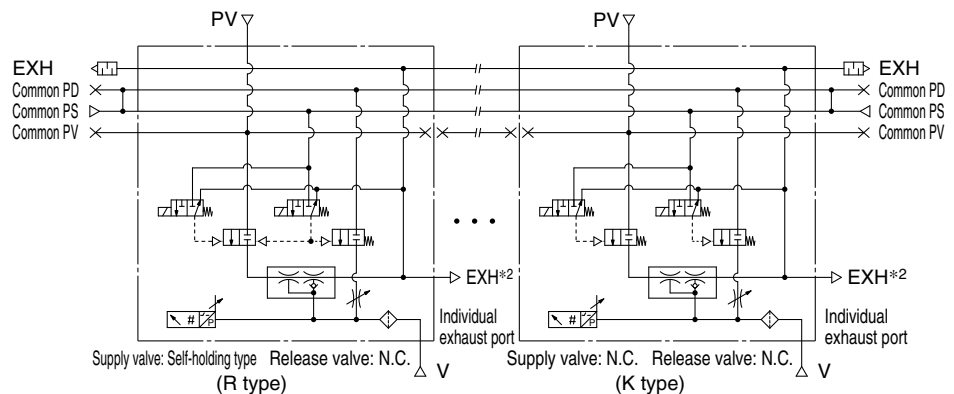 PV
PV
EXH
Common PD
Common PS
Common PV
EXH
Common PD
Common PS
Common PV
EXH*2
EXH*2
# P
# P
Individual
exhaust port
Individual
exhaust port
Supply valve: Self-holding type Release valve: N.C.
V
(R type)
Supply valve: N.C. Release valve: N.C.
V
(K type)